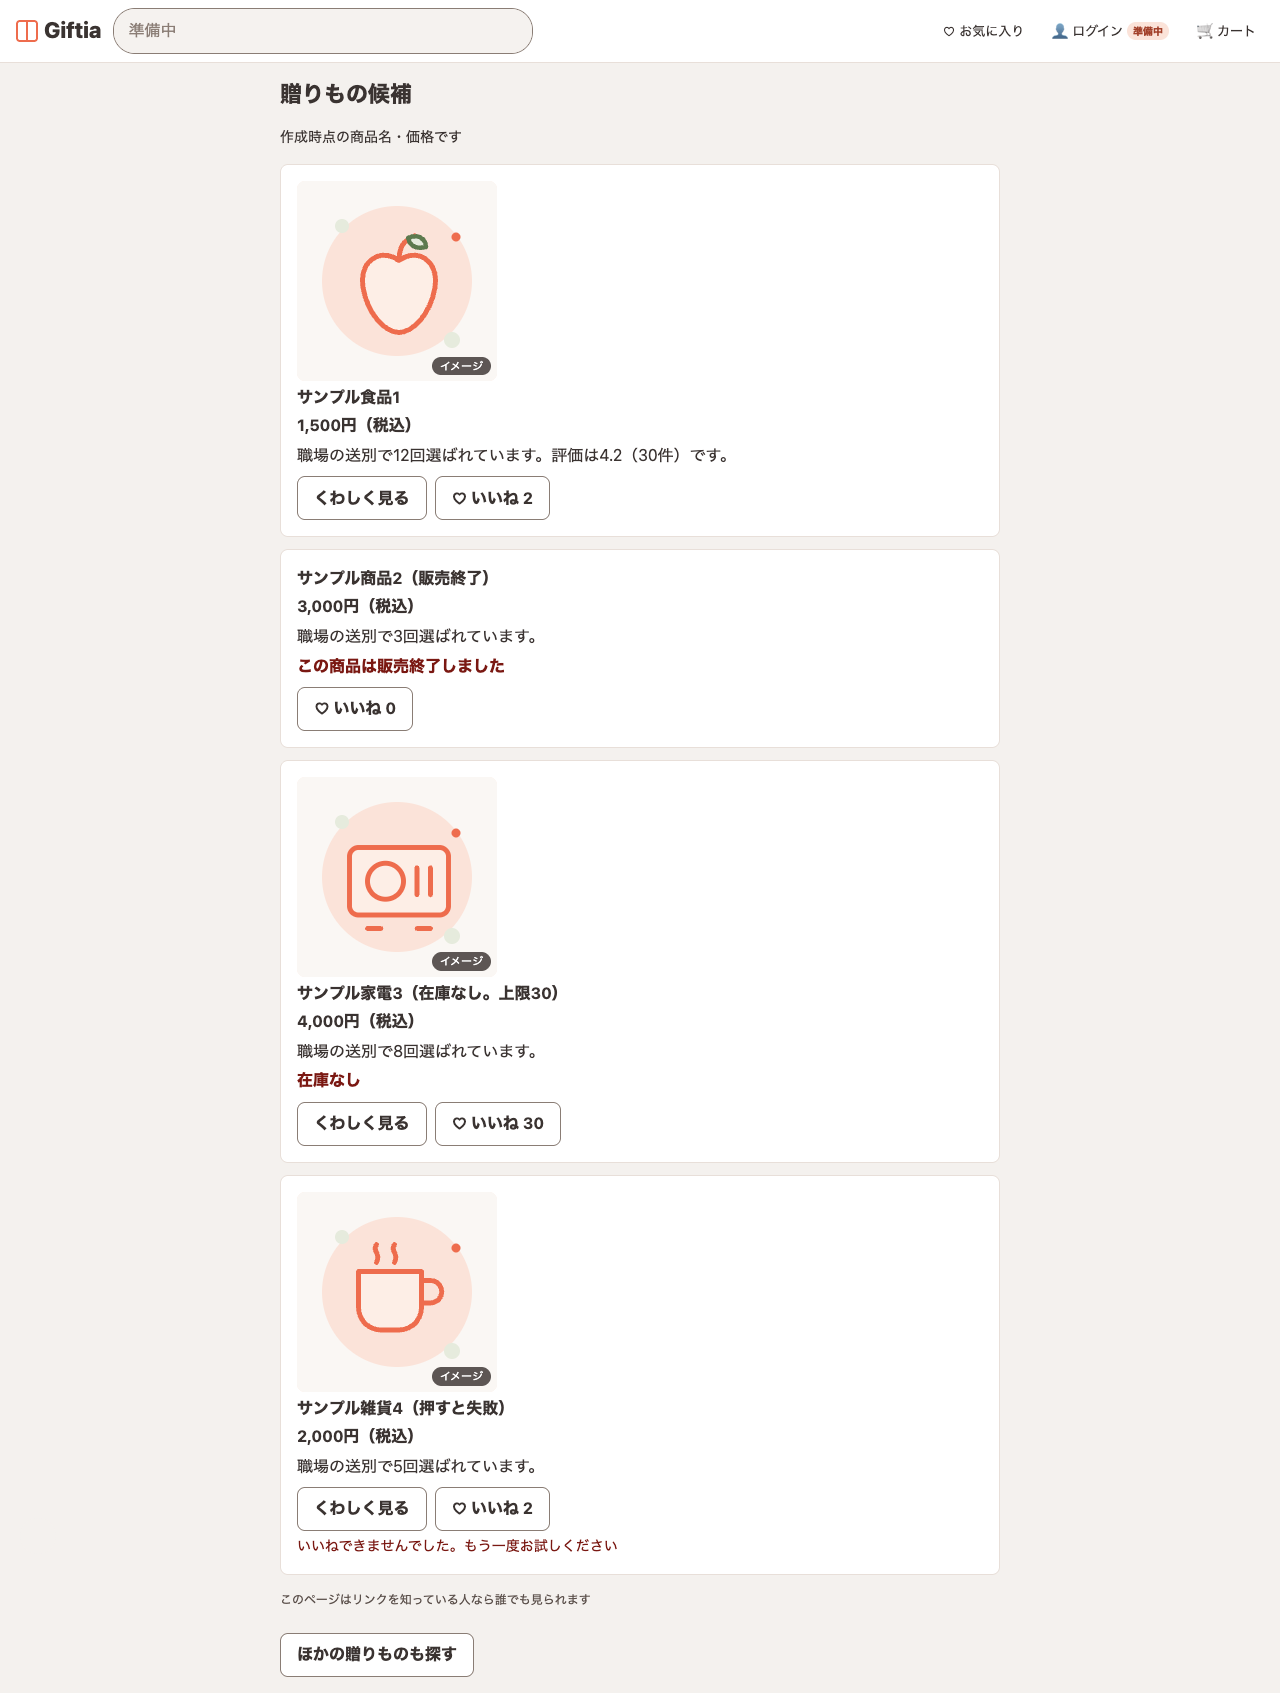 Giftia
準備中
♡ お気に入り
ログイン 準備中
カート
贈りもの候補
作成時点の商品名・価格です
イメージ
サンプル食品1
1,500円（税込）
職場の送別で12回選ばれています。評価は4.2（30件）です。
くわしく見る
♡ いいね 2
サンプル商品2（販売終了）
3,000円（税込）
職場の送別で3回選ばれています。
この商品は販売終了しました
♡ いいね 0
イメージ
サンプル家電3（在庫なし。上限30）
4,000円（税込）
職場の送別で8回選ばれています。
在庫なし
くわしく見る
♡ いいね 30
イメージ
サンプル雑貨4（押すと失敗）
2,000円（税込）
職場の送別で5回選ばれています。
くわしく見る
♡ いいね 2
いいねできませんでした。もう一度お試しください
このページはリンクを知っている人なら誰でも見られます
ほかの贈りものも探す